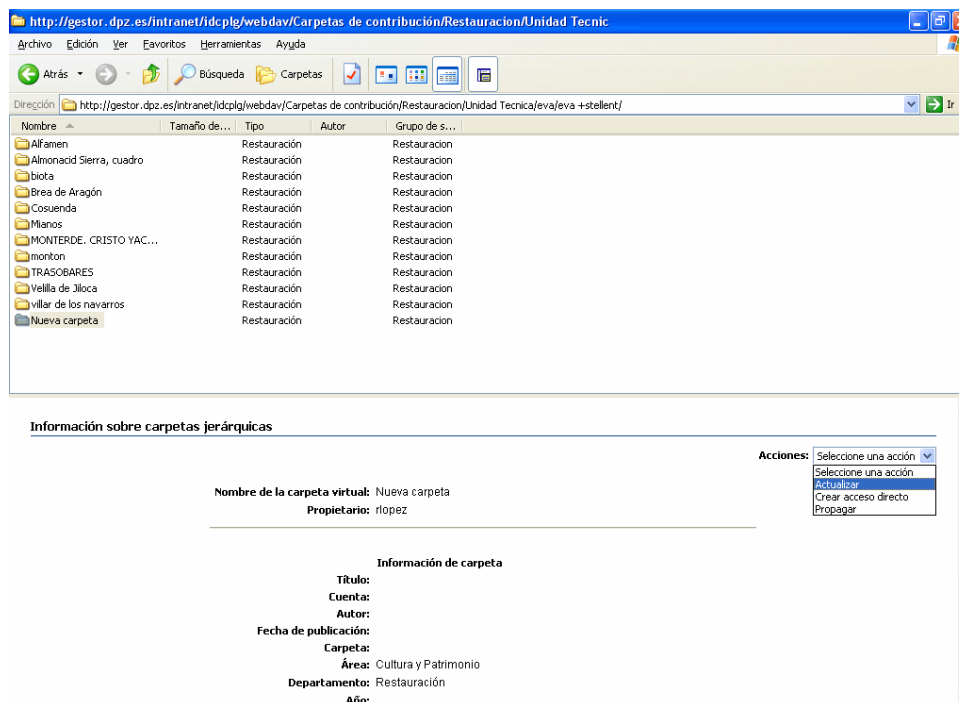 http://gestor.dpz.es/intranet/idcplg/webdav/Carpetas de contribución/Restauracion/Unidad Tecnic
Archivo Edición Ver Favoritos Herramientas Ayuda
Atrás Búsqueda Carpetas
Dirección http://gestor.dpz.es/intranet/idcplg/webdav/Carpetas de contribución/Restauracion/Unidad Tecnica/eva/eva +stellent/ Ir
Nombre Tamaño de... Tipo Autor Grupo de s...
Alfamen Restauración Restauracion
Almonacid Sierra, cuadro Restauración Restauracion
biota Restauración Restauracion
Brea de Aragón Restauración Restauracion
Cosuenda Restauración Restauracion
Mianos Restauración Restauracion
MONTERDE. CRISTO YAC... Restauración Restauracion
monton Restauración Restauracion
TRASOBARES Restauración Restauracion
Velilla de Jiloca Restauración Restauracion
villar de los navarros Restauración Restauracion
Nueva carpeta Restauración Restauracion
Información sobre carpetas jerárquicas
Acciones: Seleccione una acción
Seleccione una acción
Actualizar
Crear acceso directo
Propagar
Nombre de la carpeta virtual: Nueva carpeta
Propietario: rlopez
Información de carpeta
Título:
Cuenta:
Autor:
Fecha de publicación:
Carpeta:
Área: Cultura y Patrimonio
Departamento: Restauración
Año: